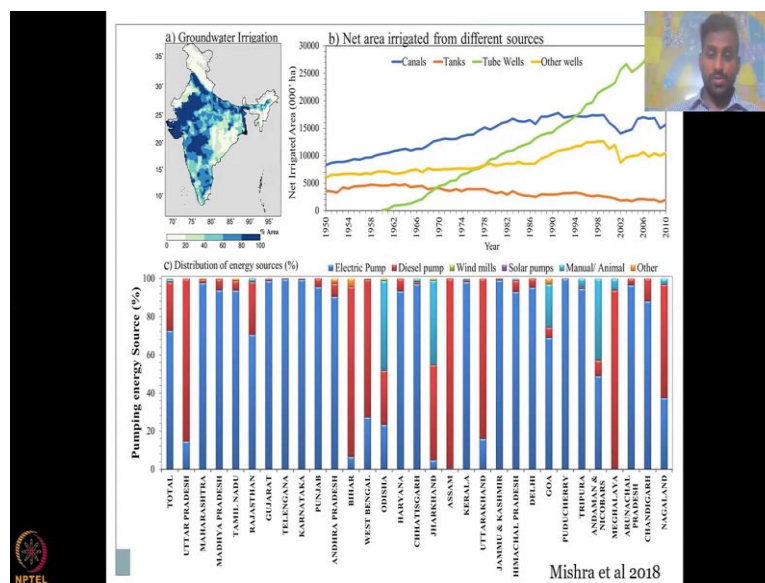 a) Groundwater Irrigation
35'
30'
25'
20'
15'
10'
70' 75' 80' 85' 90' 95'
% Area
0 20 40 60 80 100
b) Net area irrigated from different sources
Canals Tanks Tube Wells Other wells
Net Irrigated Area (000' ha)
30000
25000
20000
15000
10000
5000
0
1950 1954 1958 1962 1966 1970 1974 1978 1982 1986 1990 1994 1998 2002 2006 2010
Year
c) Distribution of energy sources (%)
Electric Pump Diesel pump Wind mills Solar pumps Manual/ Animal Other
Pumping energy Source (%)
100
80
60
40
20
0
TOTAL
UTTAR PRADESH
MAHARASHTRA
MADHYA PRADESH
TAMIL NADU
RAJASTHAN
GUJARAT
TELENGANA
KARNATAKA
PUNJAB
ANDHRA PRADESH
BIHAR
WEST BENGAL
ODISHA
HARYANA
CHHATISGARH
JHARKHAND
ASSAM
KERALA
UTTARAKHAND
JAMMU & KASHMIR
HIMACHAL PRADESH
DELHI
GOA
PUDUCHERRY
TRIPURA
ANDAMAN &
NICOBARS
MEGHALAYA
ARUNACHAL
PRADESH
CHANDIGARH
NAGALAND
Mishra et al 2018
NPTEL